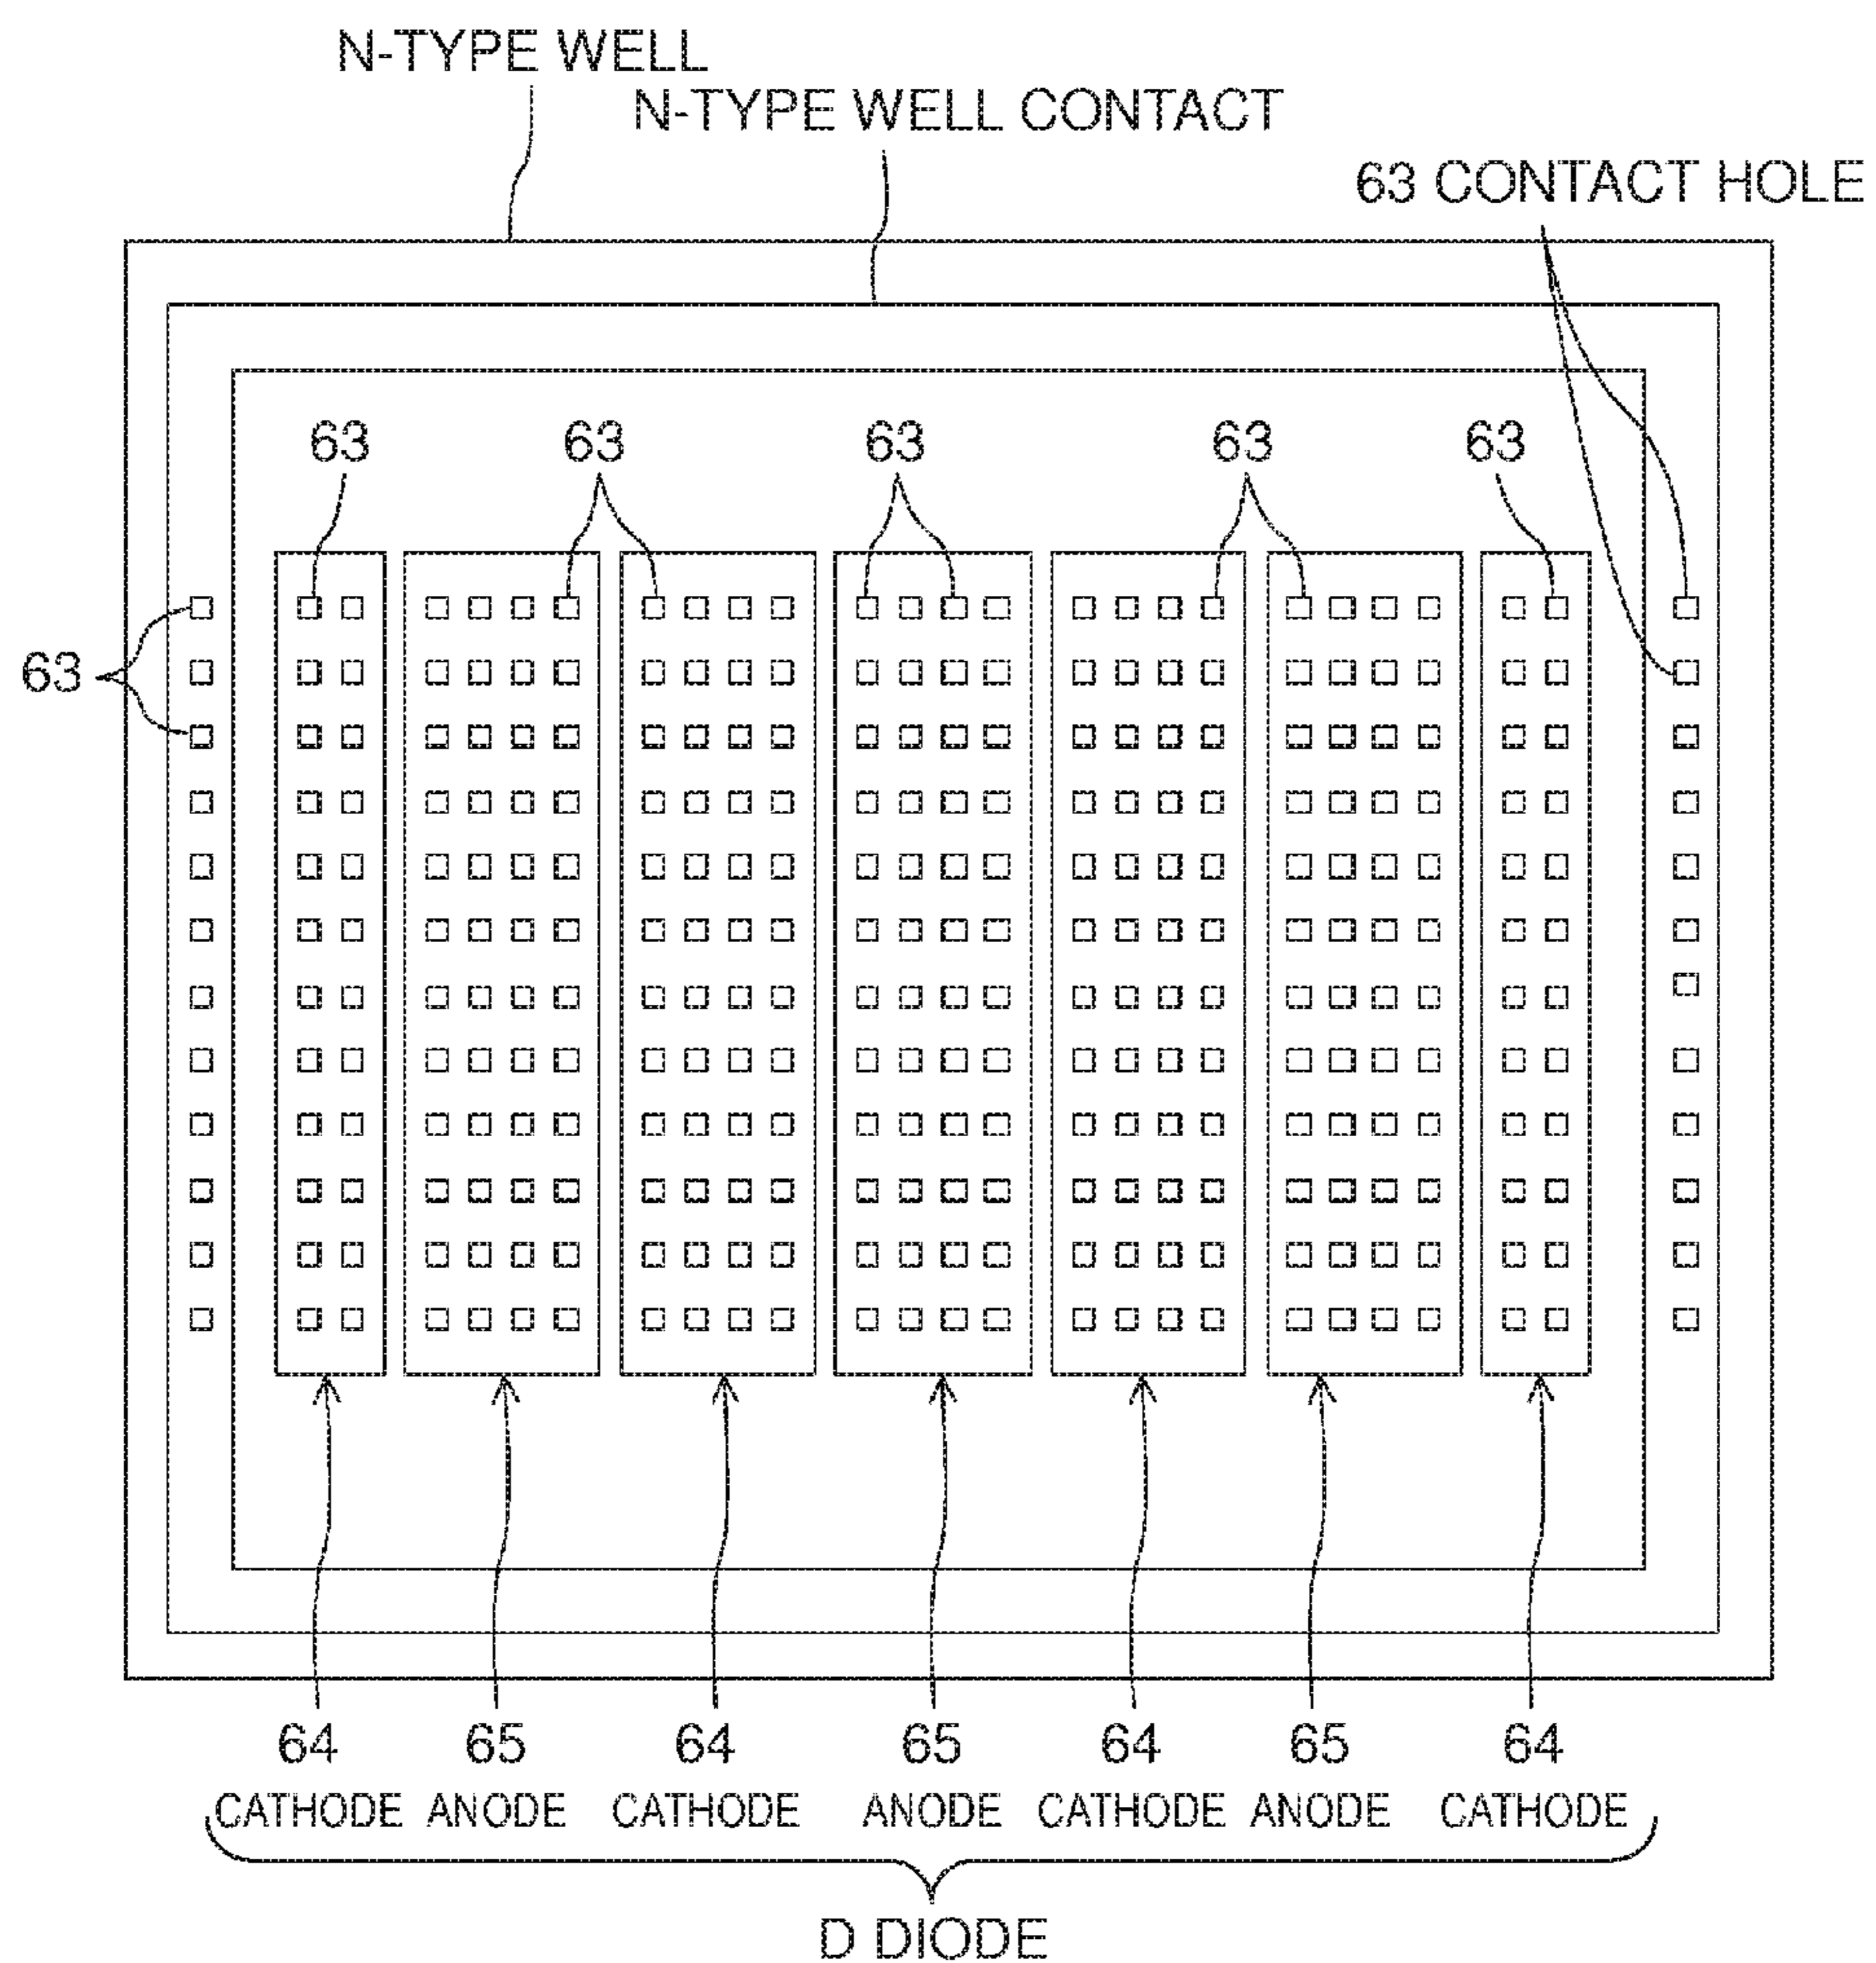 N-TYPE WELL
N-TYPE WELL CONTACT
63 CONTACT HOLE
63 63 63 63 63
63
64 65 64 65 64 65 64
CATHODE ANODE CATHODE ANODE CATHODE ANODE CATHODE
D DIODE